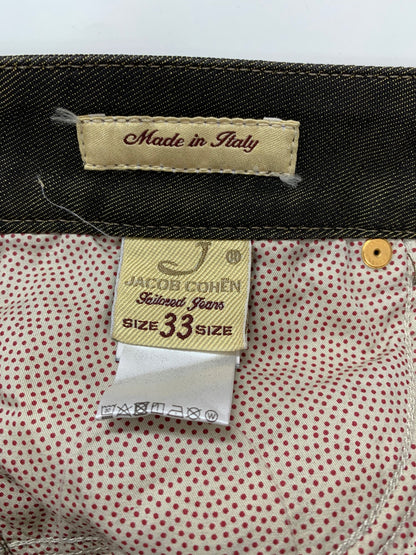 Made in Italy
J ®
JACOB COHËN
Tailored Jeans
SIZE 33 SIZE